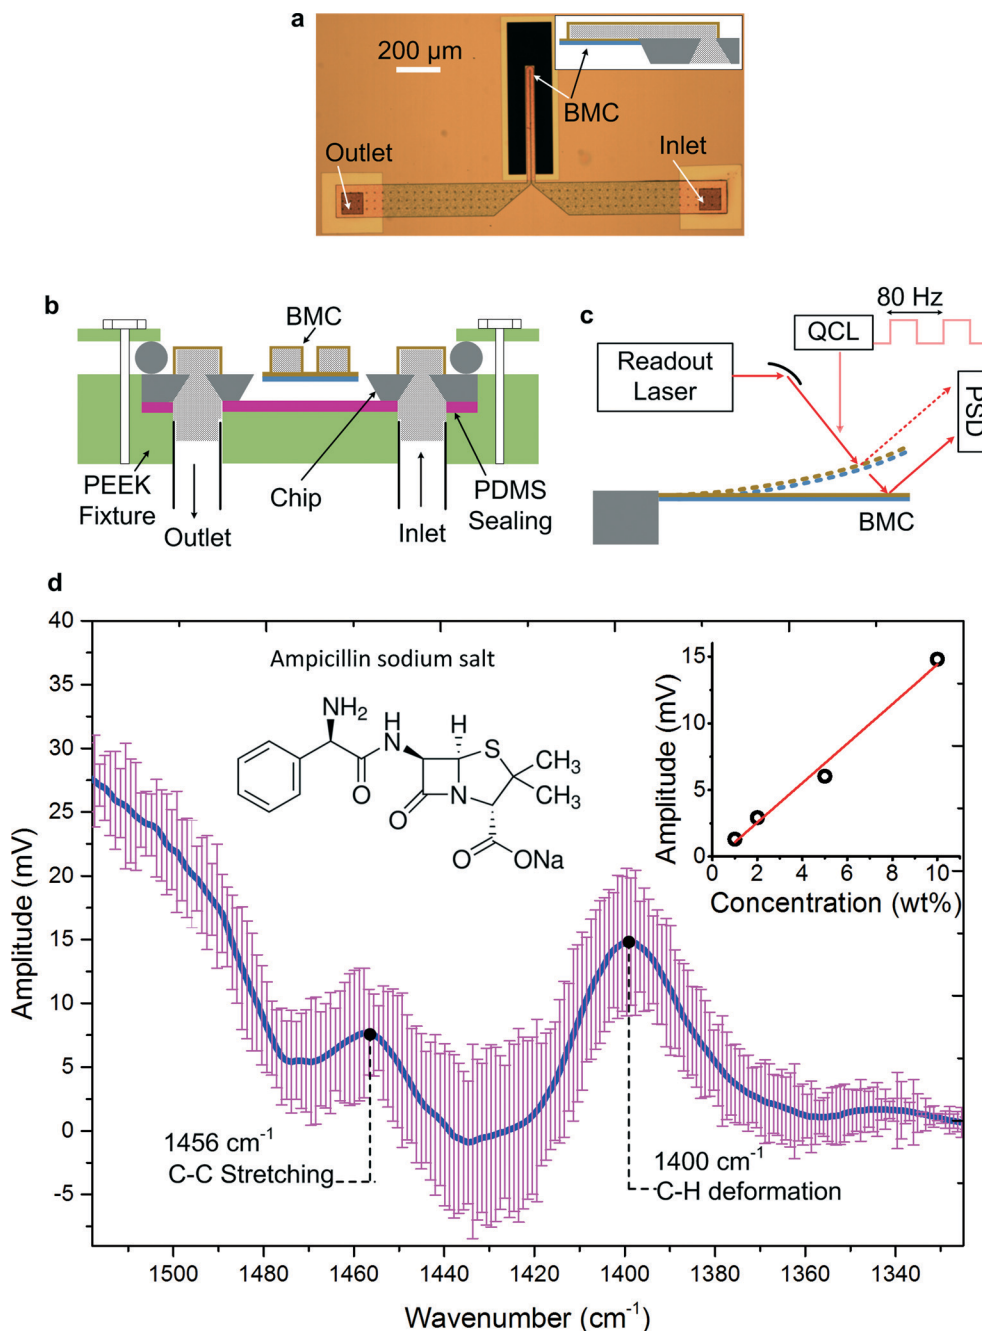 a
200 μm
BMC
Outlet
Inlet
b
BMC
PEEK
Fixture
Outlet
Chip
Inlet
PDMS
Sealing
c
80 Hz
QCL
Readout
Laser
PSD
BMC
d
Ampicillin sodium salt
NH₂
H
N
H
S
CH₃
CH₃
O
N
O
O
ONa
Amplitude (mV)
40
35
30
25
20
15
10
5
0
-5
1456 cm⁻¹
C-C Stretching
1400 cm⁻¹
C-H deformation
1500 1480 1460 1440 1420 1400 1380 1360 1340
Wavenumber (cm⁻¹)
Amplitude (mV)
15
10
5
0
0 2 4 6 8 10
Concentration (wt%)